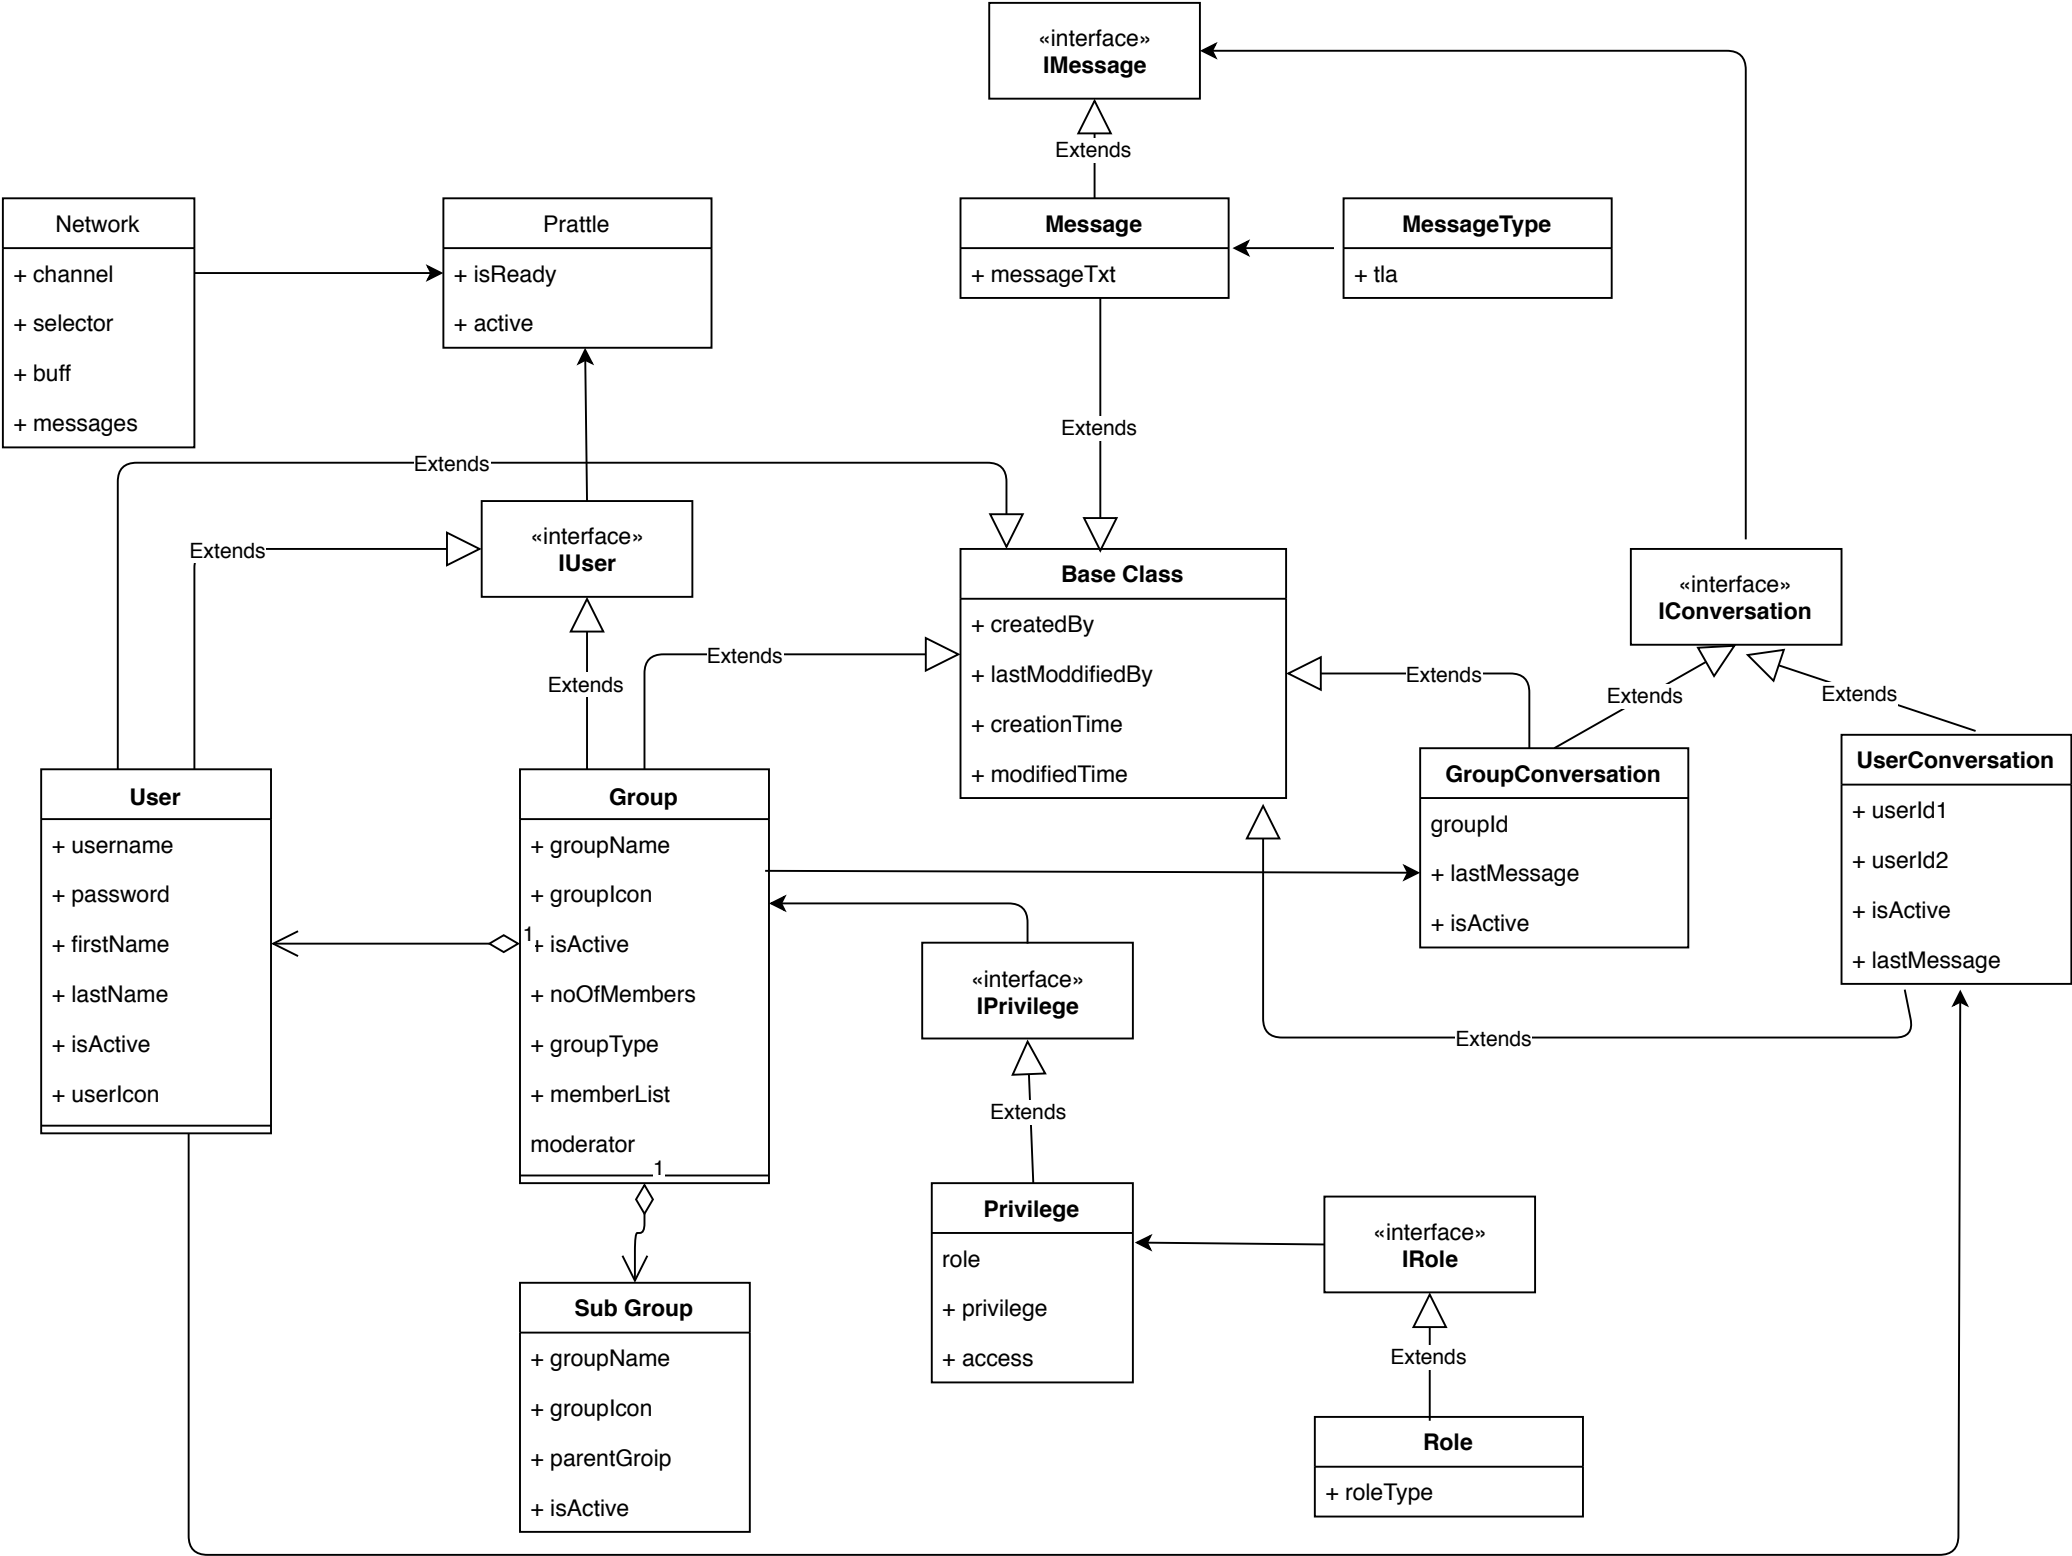 «interface»
IMessage
Extends
Network
+ channel
+ selector
+ buff
+ messages
Prattle
+ isReady
+ active
Message
+ messageTxt
MessageType
+ tla
Extends
Extends
Extends
«interface»
IUser
Extends
Base Class
+ createdBy
+ lastModdifiedBy
+ creationTime
+ modifiedTime
Extends
Extends
«interface»
IConversation
Extends
Extends
User
+ username
+ password
+ firstName
+ lastName
+ isActive
+ userIcon
Group
+ groupName
+ groupIcon
1
+ isActive
+ noOfMembers
+ groupType
+ memberList
moderator
1
GroupConversation
groupId
+ lastMessage
+ isActive
UserConversation
+ userId1
+ userId2
+ isActive
+ lastMessage
«interface»
IPrivilege
Extends
Extends
Privilege
role
+ privilege
+ access
«interface»
IRole
Extends
Sub Group
+ groupName
+ groupIcon
+ parentGroip
+ isActive
Role
+ roleType